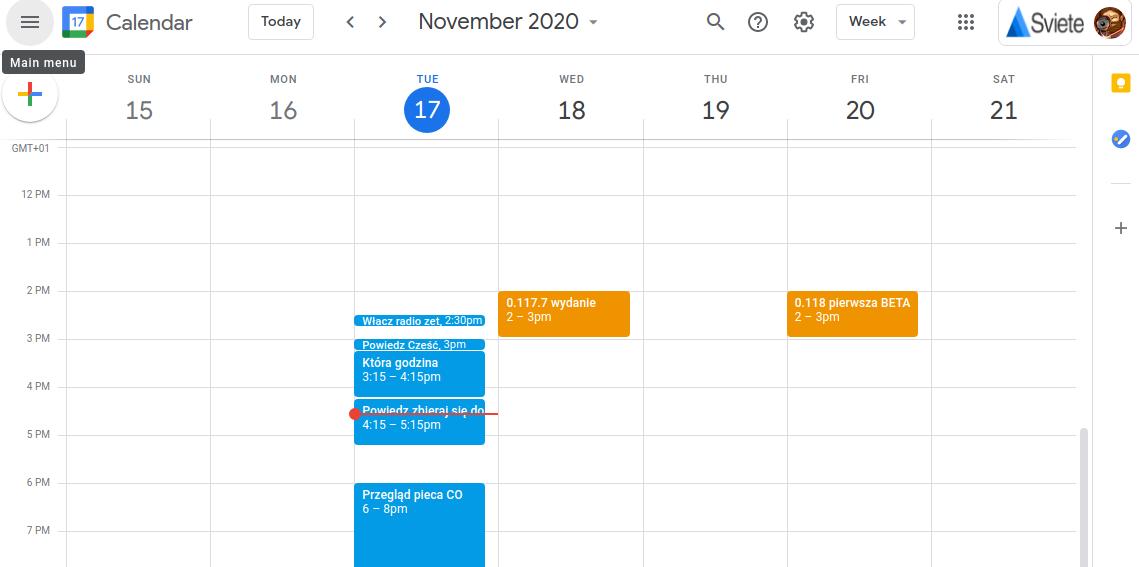 17
Calendar
Today
November 2020
Week
Sviete
Main menu
SUN
15
MON
16
TUE
17
WED
18
THU
19
FRI
20
SAT
21
GMT+01
12 PM
1 PM
2 PM
3 PM
4 PM
5 PM
6 PM
7 PM
Włacz radio zet, 2:30pm
Powiedz Cześć, 3pm
Która godzina
3:15 – 4:15pm
Powiedz zbieraj się do
4:15 – 5:15pm
Przegląd pieca CO
6 – 8pm
0.117.7 wydanie
2 – 3pm
0.118 pierwsza BETA
2 – 3pm